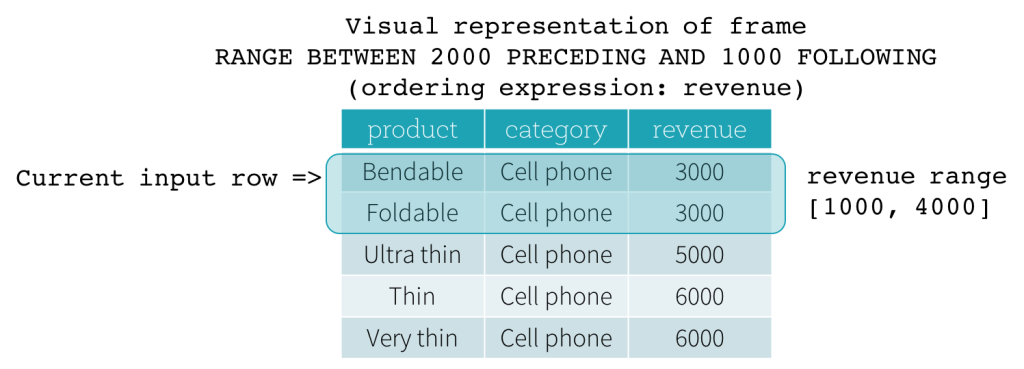 Visual representation of frame
RANGE BETWEEN 2000 PRECEDING AND 1000 FOLLOWING
(ordering expression: revenue)
product category revenue
Current input row => Bendable Cell phone 3000 revenue range
Foldable Cell phone 3000 [1000, 4000]
Ultra thin Cell phone 5000
Thin Cell phone 6000
Very thin Cell phone 6000